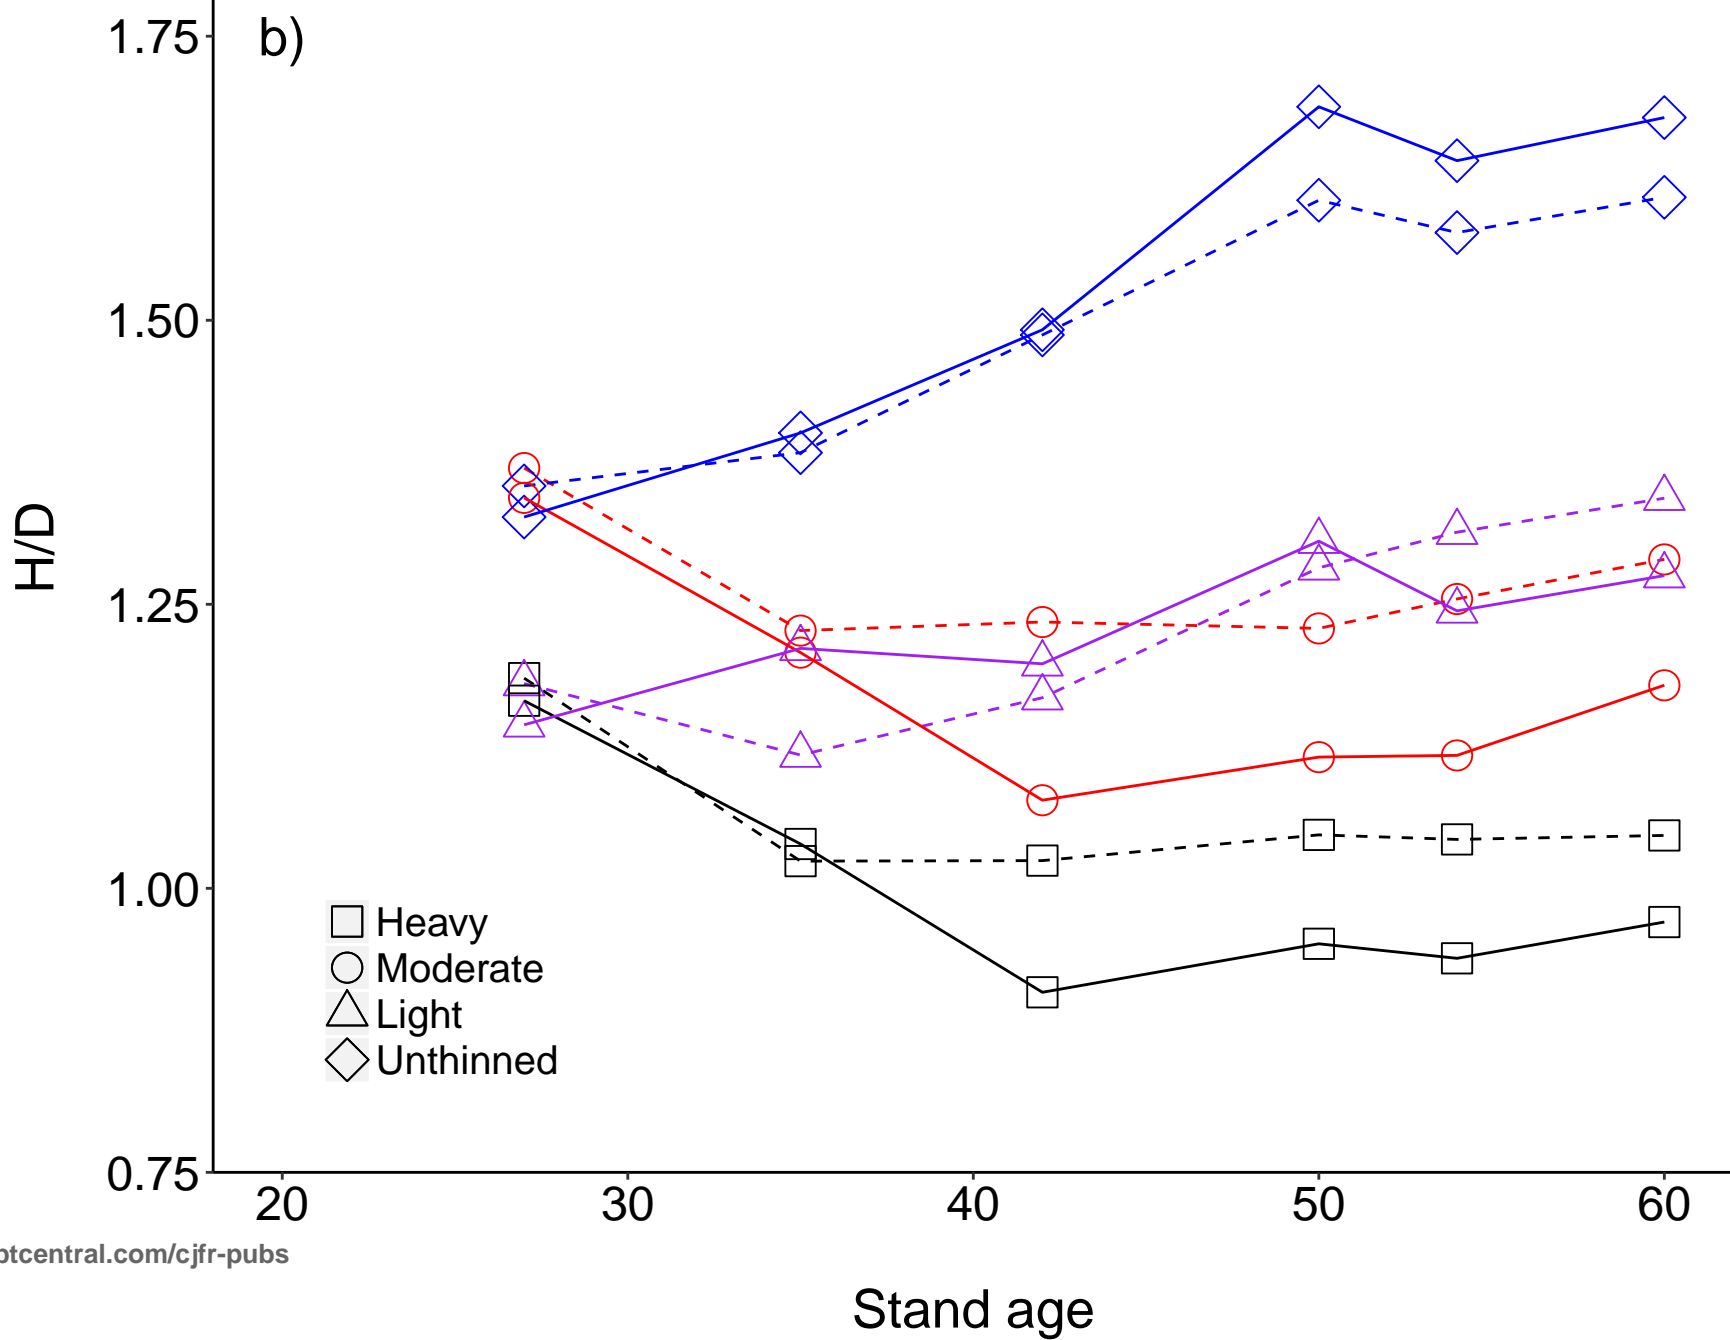 b)
1.75
1.50
1.25
1.00
0.75
H/D
Heavy
Moderate
Light
Unthinned
20 30 40 50 60
ptcentral.com/cjfr-pubs
Stand age